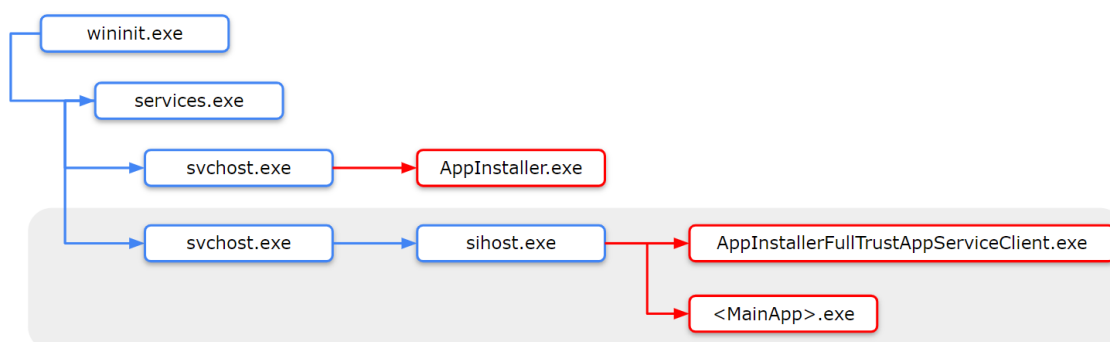 wininit.exe
services.exe
svchost.exe
AppInstaller.exe
svchost.exe
sihost.exe
AppInstallerFullTrustAppServiceClient.exe
<MainApp>.exe